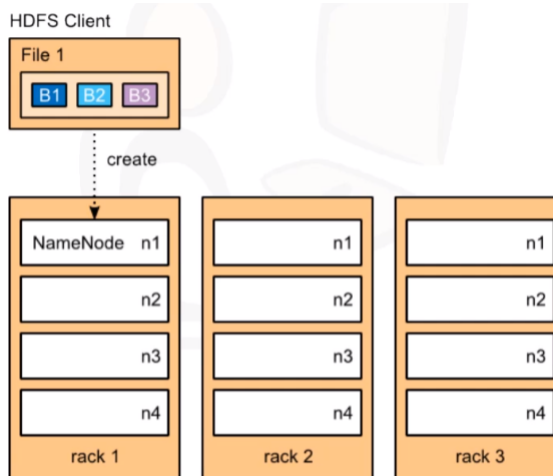 HDFS Client
File 1
B1 B2 B3
create
NameNode n1 n1 n1
n2 n2 n2
n3 n3 n3
n4 n4 n4
rack 1 rack 2 rack 3